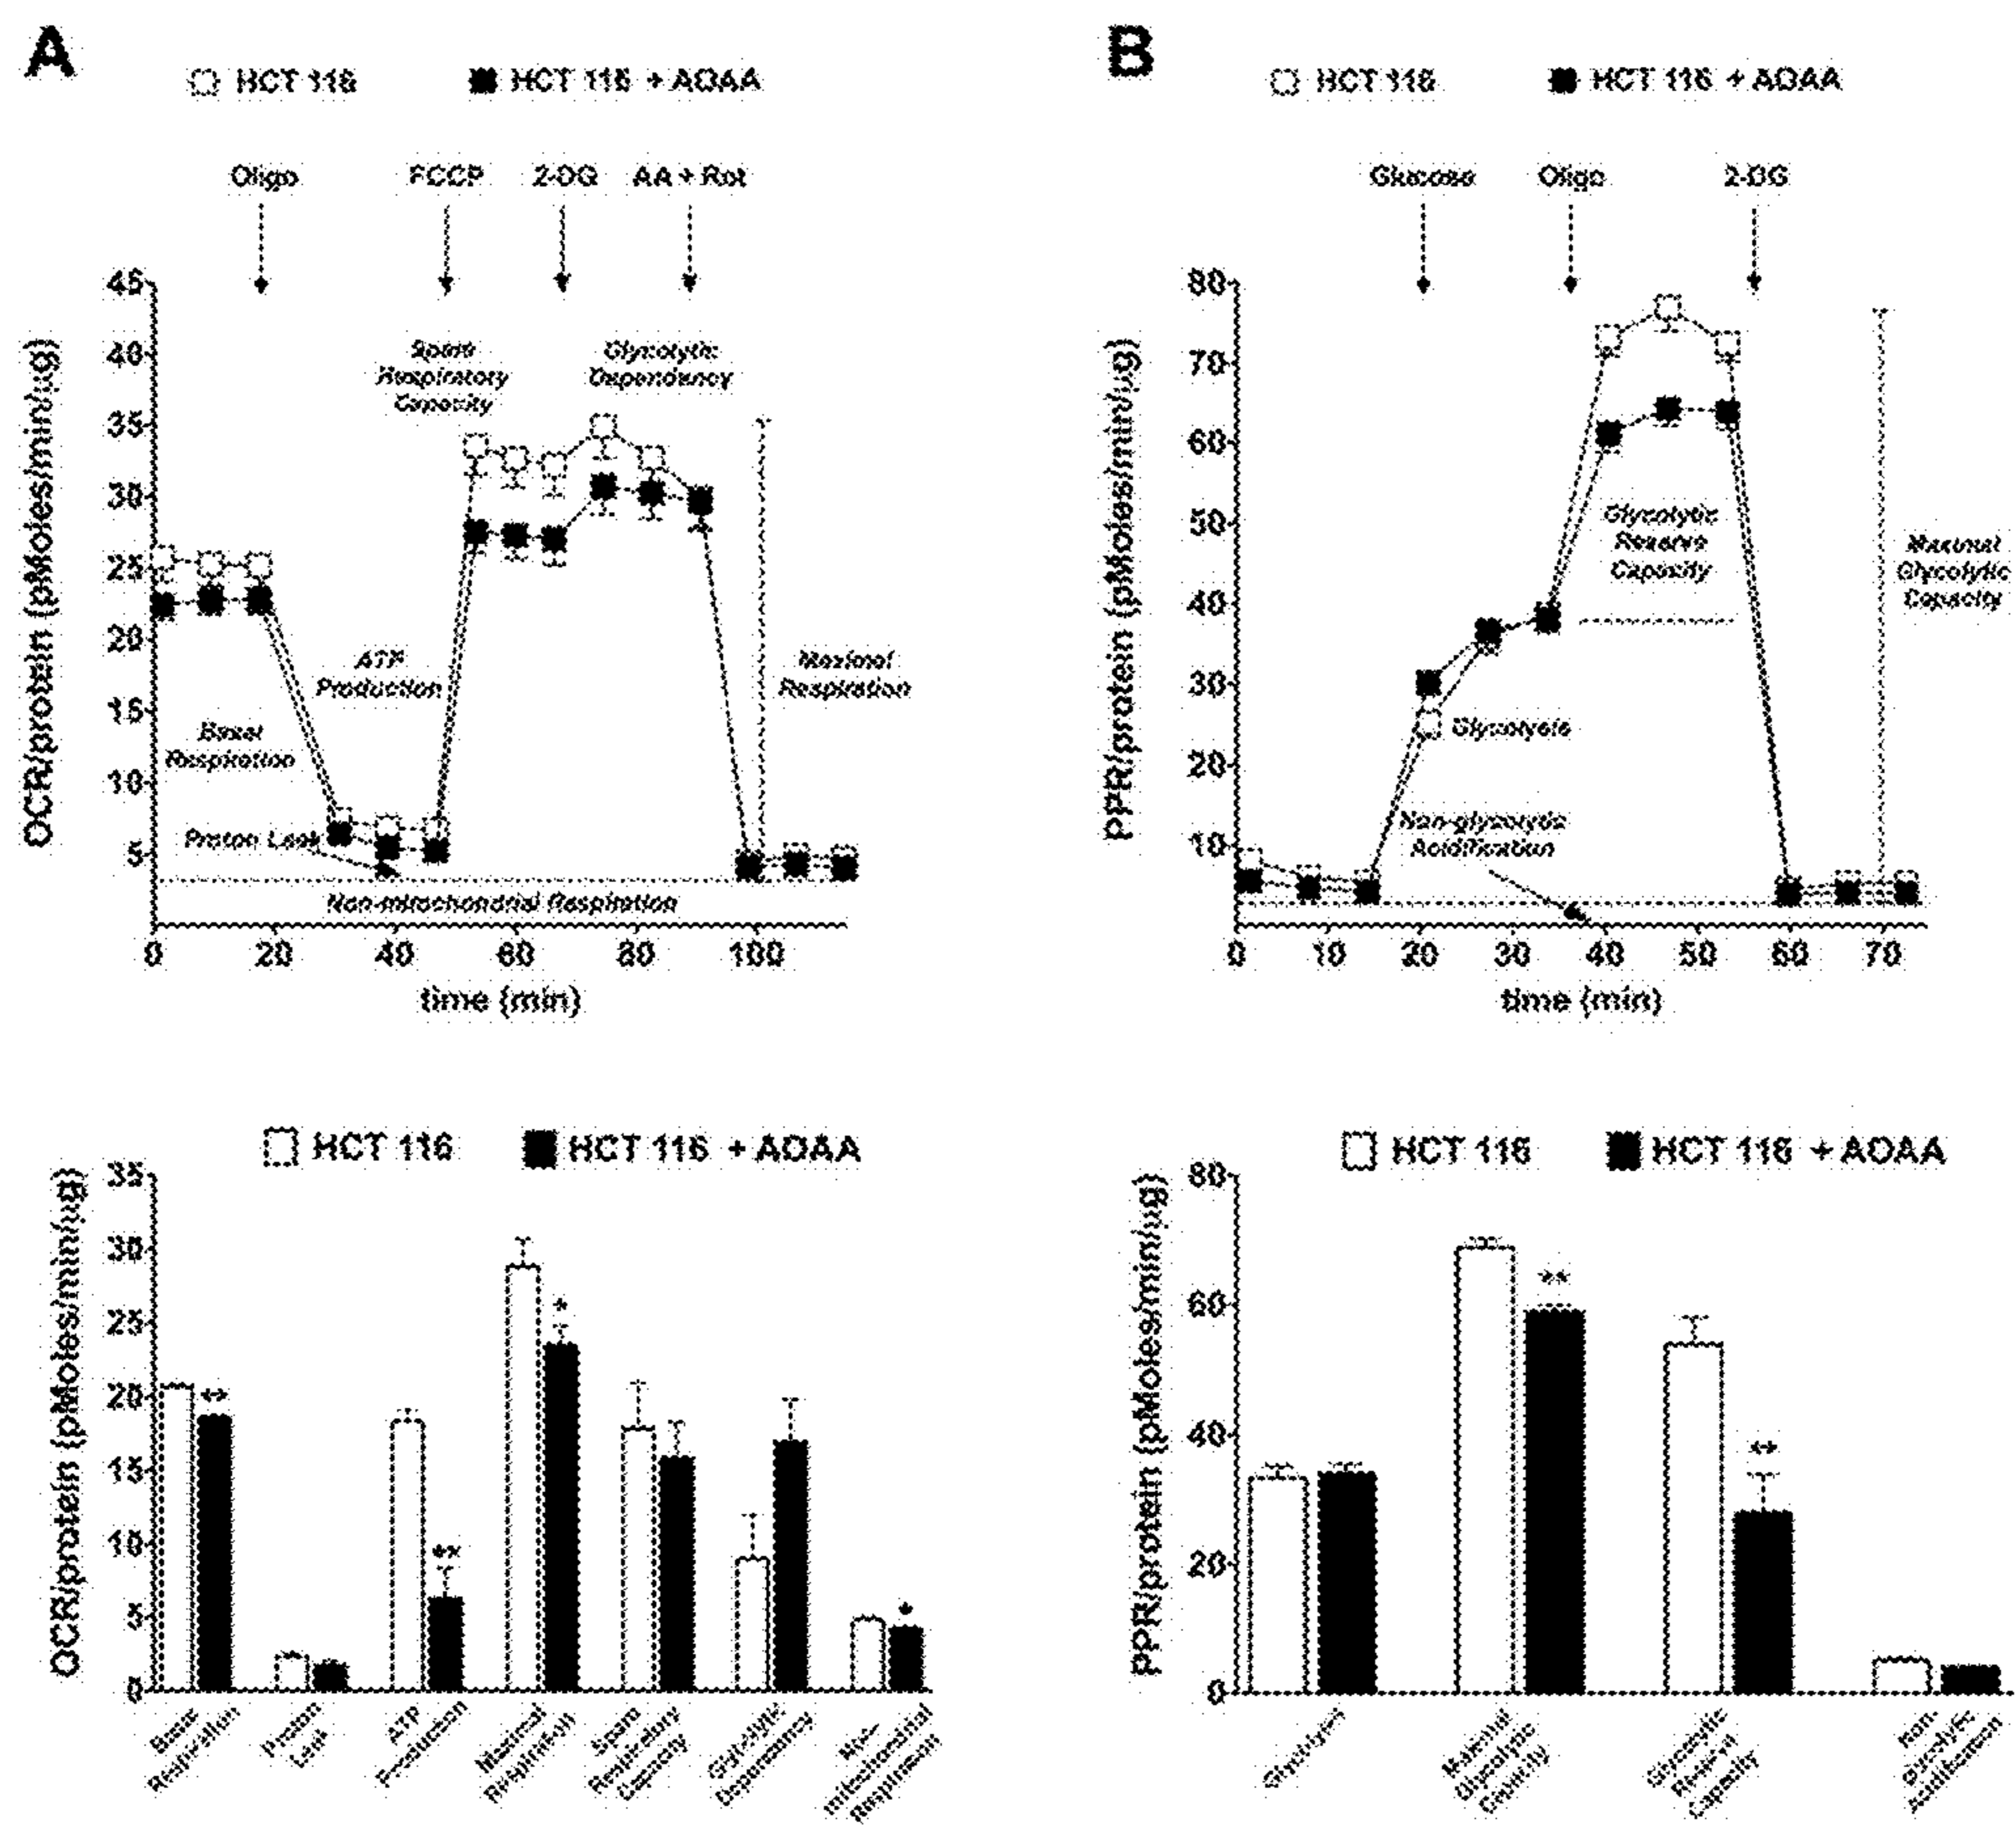 A
HCT 116
HCT 116 + AOAA
Oligo
FCCP
2-DG
AA + Rot
45
40
35
30
25
20
15
10
5
OCR/protein (pMoles/min/µg)
Spare
Respiratory
Capacity
Glycolytic
Dependency
ATP
Production
Basal
Respiration
Maximal
Respiration
Proton Leak
Non-mitochondrial Respiration
0
20
40
60
80
100
time (min)
B
HCT 116
HCT 116 + AOAA
Glucose
Oligo
2-DG
80
70
60
50
40
30
20
10
PPR/protein (pMoles/min/µg)
Glycolytic
Reserve
Capacity
Maximal
Glycolytic
Capacity
Glycolysis
Non-glycolytic
Acidification
0
10
20
30
40
50
60
70
time (min)
HCT 116
HCT 116 + AOAA
35
30
25
20
15
10
5
0
OCR/protein (pMoles/min/µg)
**
**
*
*
Respiration
Proton
Leak
ATP
Production
Maximal
Respiration
Spare
Respiratory
Capacity
Glycolytic
Dependency
Mitochondrial
Respiration
HCT 116
HCT 116 + AOAA
80
60
40
20
0
PPR/protein (pMoles/min/µg)
**
**
Glycolysis
Maximal
Glycolytic
Capacity
Glycolytic
Reserve
Capacity
Non-
Glycolytic
Acidification